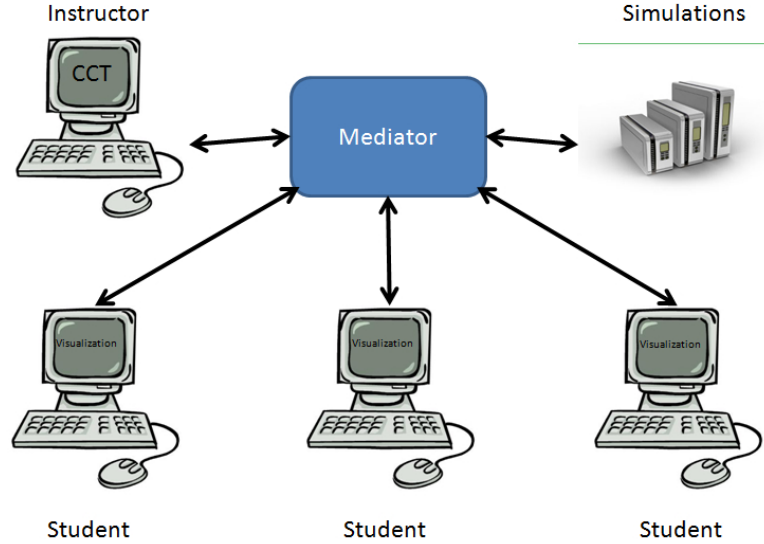 Instructor
Simulations
CCT
Mediator
Visualization
Visualization
Visualization
Student
Student
Student